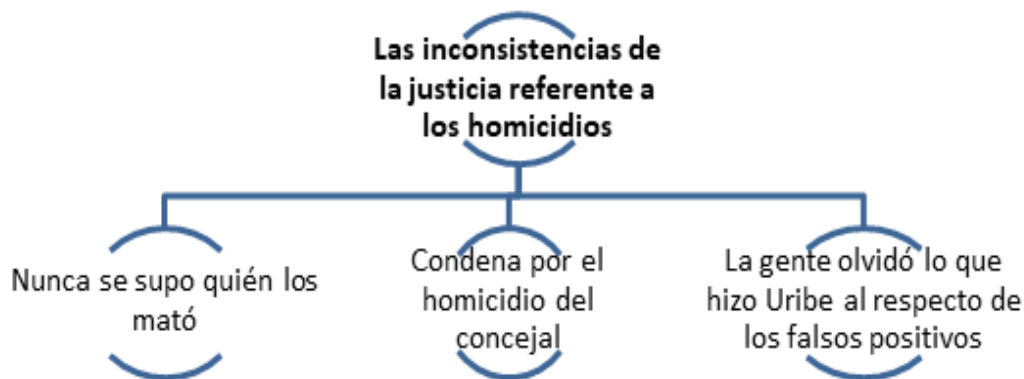 Las inconsistencias de
la justicia referente a
los homicidios
Nunca se supo quién los
mató
Condena por el
homicidio del
concejal
La gente olvidó lo que
hizo Uribe al respecto de
los falsos positivos